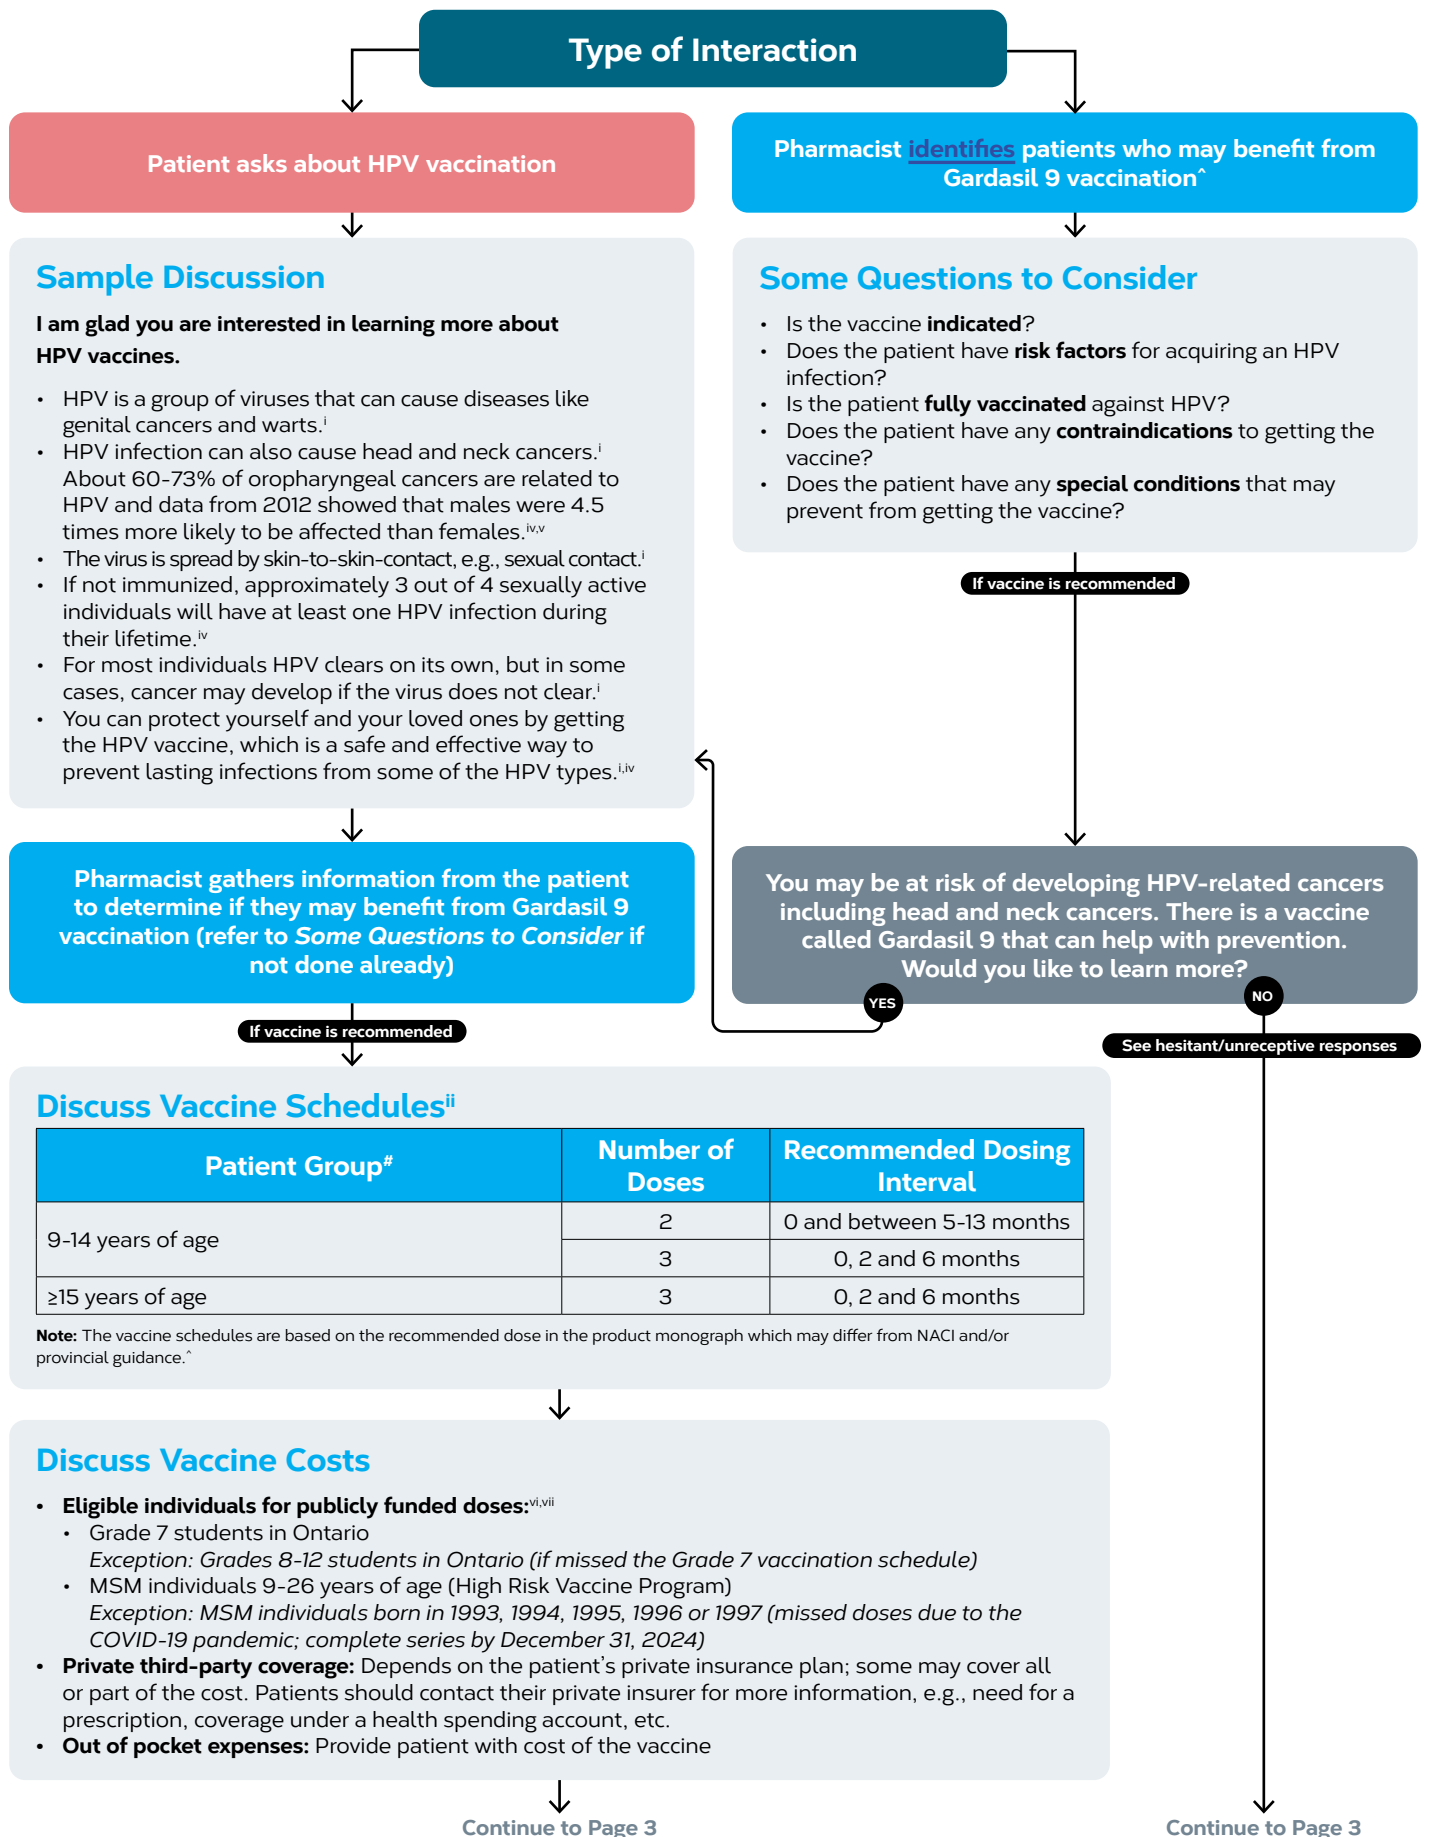 Type of Interaction
Patient asks about HPV vaccination
Sample Discussion
I am glad you are interested in learning more about
HPV vaccines.
• HPV is a group of viruses that can cause diseases like
genital cancers and warts.i
• HPV infection can also cause head and neck cancers.i
About 60-73% of oropharyngeal cancers are related to
HPV and data from 2012 showed that males were 4.5
times more likely to be affected than females.iv,v
• The virus is spread by skin-to-skin-contact, e.g., sexual contact.i
• If not immunized, approximately 3 out of 4 sexually active
individuals will have at least one HPV infection during
their lifetime.iv
• For most individuals HPV clears on its own, but in some
cases, cancer may develop if the virus does not clear.i
• You can protect yourself and your loved ones by getting
the HPV vaccine, which is a safe and effective way to
prevent lasting infections from some of the HPV types.i,iv
Pharmacist gathers information from the patient
to determine if they may benefit from Gardasil 9
vaccination (refer to Some Questions to Consider if
not done already)
If vaccine is recommended
Pharmacist identifies patients who may benefit from
Gardasil 9 vaccination^
Some Questions to Consider
• Is the vaccine indicated?
• Does the patient have risk factors for acquiring an HPV
infection?
• Is the patient fully vaccinated against HPV?
• Does the patient have any contraindications to getting the
vaccine?
• Does the patient have any special conditions that may
prevent from getting the vaccine?
If vaccine is recommended
You may be at risk of developing HPV-related cancers
including head and neck cancers. There is a vaccine
called Gardasil 9 that can help with prevention.
Would you like to learn more?
YES
NO
See hesitant/unreceptive responses
Discuss Vaccine Schedulesii
Patient Group#
Number of
Doses
Recommended Dosing
Interval
9-14 years of age
2
0 and between 5-13 months
3
0, 2 and 6 months
≥15 years of age
3
0, 2 and 6 months
Note: The vaccine schedules are based on the recommended dose in the product monograph which may differ from NACI and/or
provincial guidance.^
Discuss Vaccine Costs
• Eligible individuals for publicly funded doses:vi,vii
• Grade 7 students in Ontario
Exception: Grades 8-12 students in Ontario (if missed the Grade 7 vaccination schedule)
• MSM individuals 9-26 years of age (High Risk Vaccine Program)
Exception: MSM individuals born in 1993, 1994, 1995, 1996 or 1997 (missed doses due to the
COVID-19 pandemic; complete series by December 31, 2024)
• Private third-party coverage: Depends on the patient's private insurance plan; some may cover all
or part of the cost. Patients should contact their private insurer for more information, e.g., need for a
prescription, coverage under a health spending account, etc.
• Out of pocket expenses: Provide patient with cost of the vaccine
Continue to Page 3
Continue to Page 3